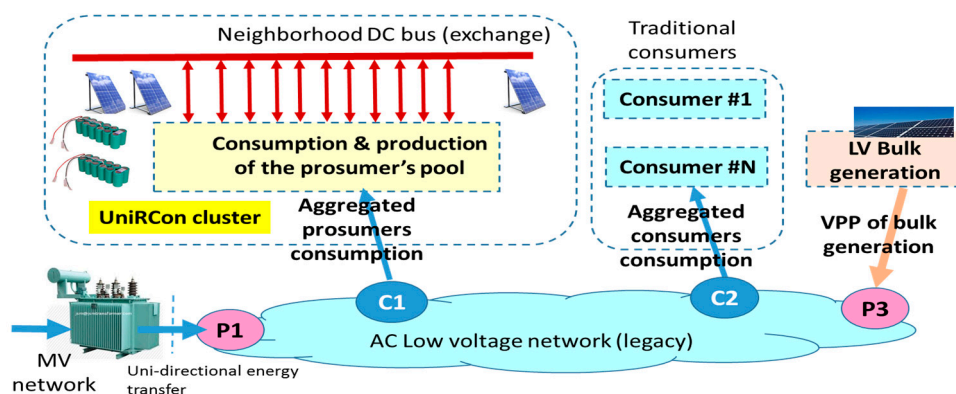 Neighborhood DC bus (exchange)
Consumption & production
of the prosumer's pool
UniRCon cluster
Aggregated
prosumers
consumption
Traditional
consumers
Consumer #1
Consumer #N
Aggregated
consumers
consumption
LV Bulk
generation
VPP of bulk
generation
C1
C2
P1
P3
AC Low voltage network (legacy)
MV
network
Uni-directional energy
transfer